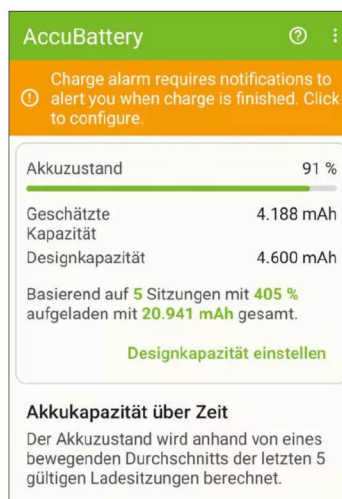 AccuBattery
Charge alarm requires notifications to
alert you when charge is finished. Click
to configure.
Akkuzustand 91 %
Geschätzte 4.188 mAh
Kapazität
Designkapazität 4.600 mAh
Basierend auf 5 Sitzungen mit 405 %
aufgeladen mit 20.941 mAh gesamt.
Designkapazität einstellen
Akkukapazität über Zeit
Der Akkuzustand wird anhand von eines
bewegenden Durchschnitts der letzten 5
gültigen Ladesitzungen berechnet.